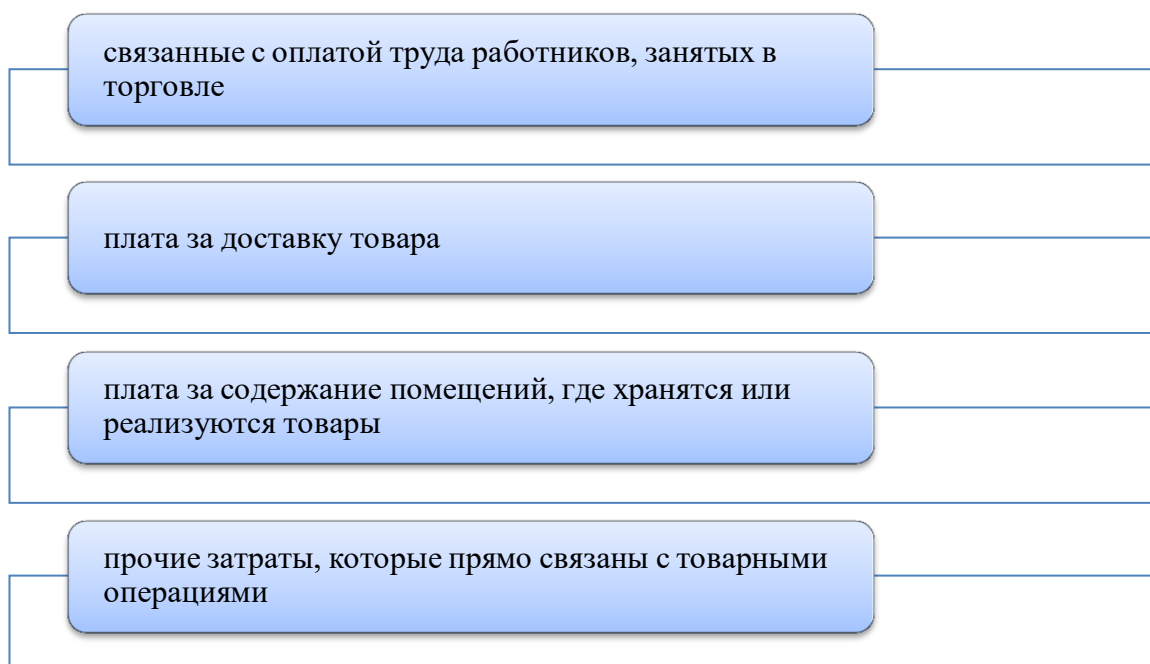 связанные с оплатой труда работников, занятых в
торговле
плата за доставку товара
плата за содержание помещений, где хранятся или
реализуются товары
прочие затраты, которые прямо связаны с товарными
операциями